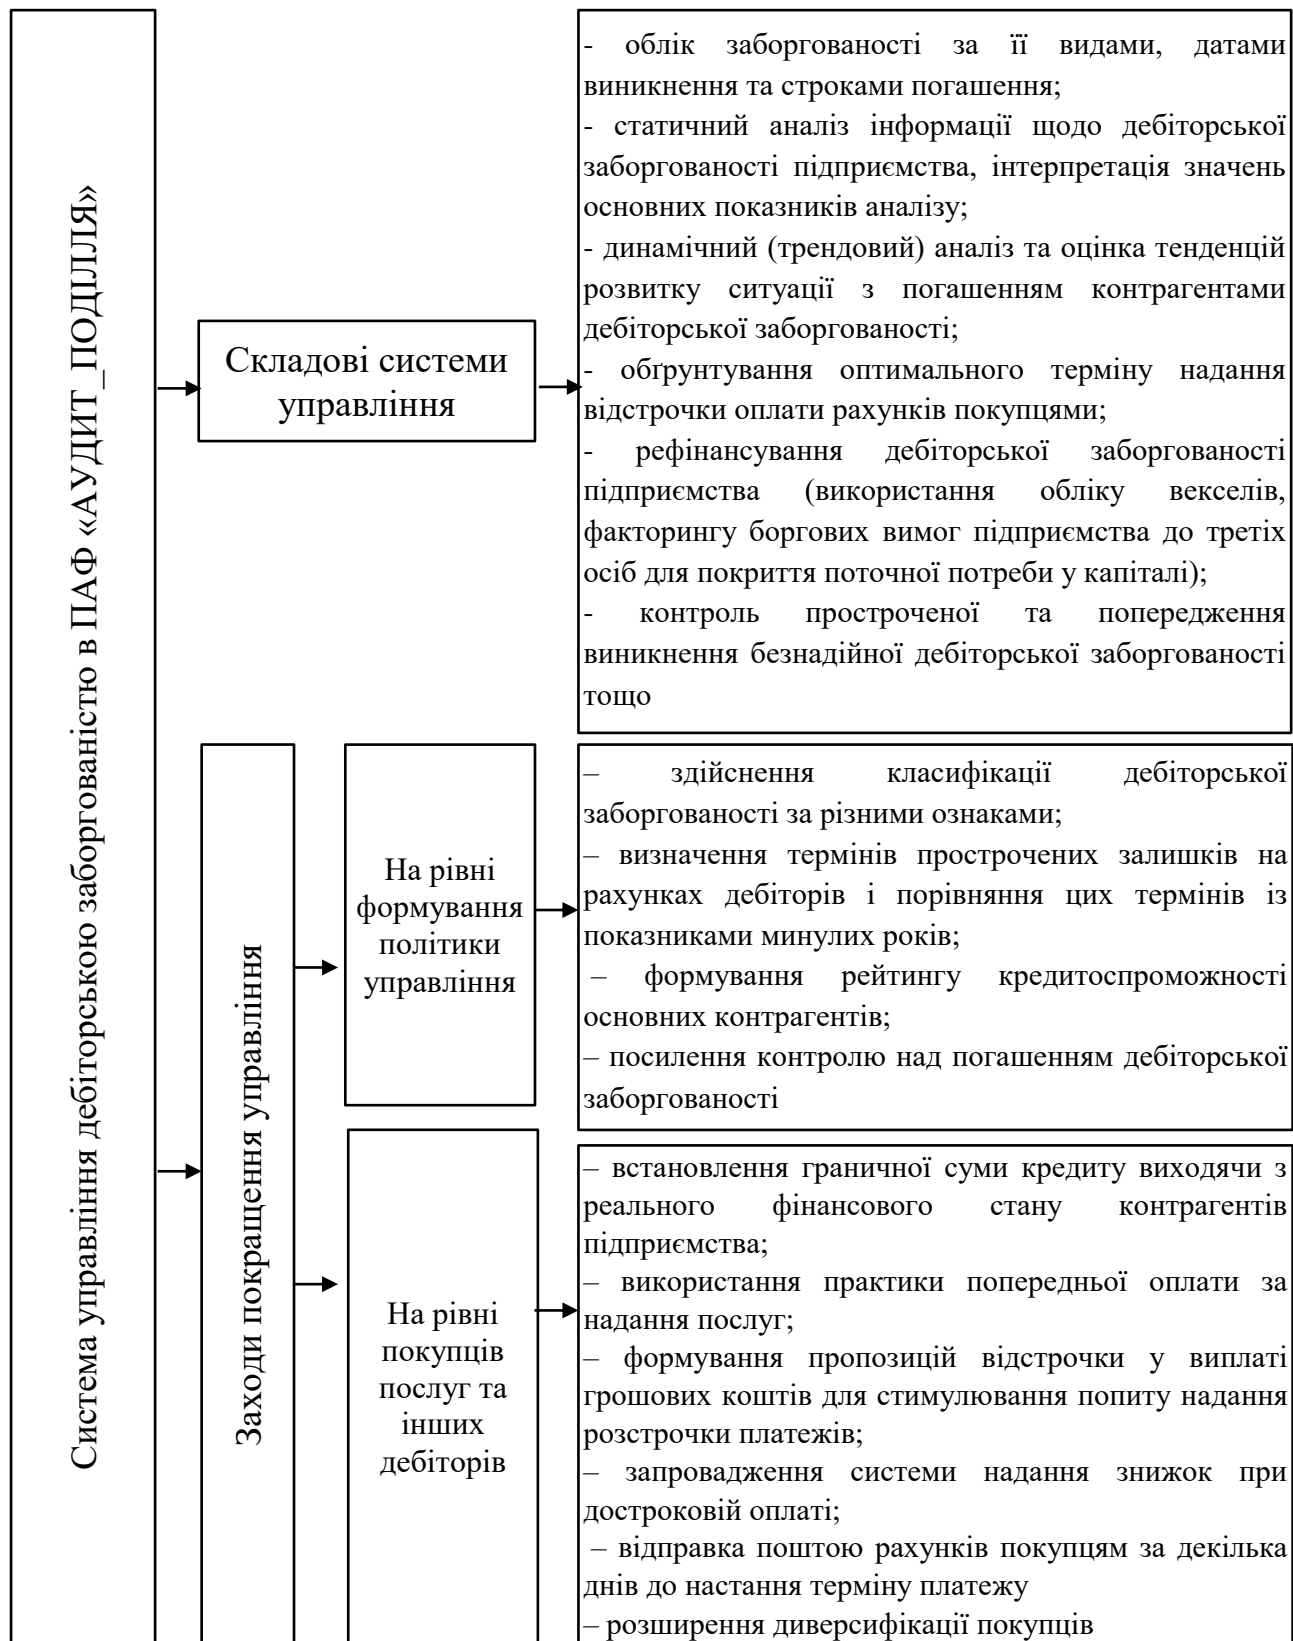 Система управління дебіторською заборгованістю в ПАФ «АУДИТ_ПОДІЛЛЯ»
Складові системи
управління
- облік заборгованості за її видами, датами
виникнення та строками погашення;
- статичний аналіз інформації щодо дебіторської
заборгованості підприємства, інтерпретація значень
основних показників аналізу;
- динамічний (трендовий) аналіз та оцінка тенденцій
розвитку ситуації з погашенням контрагентами
дебіторської заборгованості;
- обґрунтування оптимального терміну надання
відстрочки оплати рахунків покупцями;
- рефінансування дебіторської заборгованості
підприємства (використання обліку векселів,
факторингу боргових вимог підприємства до третіх
осіб для покриття поточної потреби у капіталі);
- контроль простроченої та попередження
виникнення безнадійної дебіторської заборгованості
тощо
Заходи покращення управління
На рівні
формування
політики
управління
– здійснення класифікації дебіторської
заборгованості за різними ознаками;
– визначення термінів прострочених залишків на
рахунках дебіторів і порівняння цих термінів із
показниками минулих років;
– формування рейтингу кредитоспроможності
основних контрагентів;
– посилення контролю над погашенням дебіторської
заборгованості
На рівні
покупців
послуг та
інших
дебіторів
– встановлення граничної суми кредиту виходячи з
реального фінансового стану контрагентів
підприємства;
– використання практики попередньої оплати за
надання послуг;
– формування пропозицій відстрочки у виплаті
грошових коштів для стимулювання попиту надання
розстрочки платежів;
– запровадження системи надання знижок при
достроковій оплаті;
– відправка поштою рахунків покупцям за декілька
днів до настання терміну платежу
– розширення диверсифікації покупців